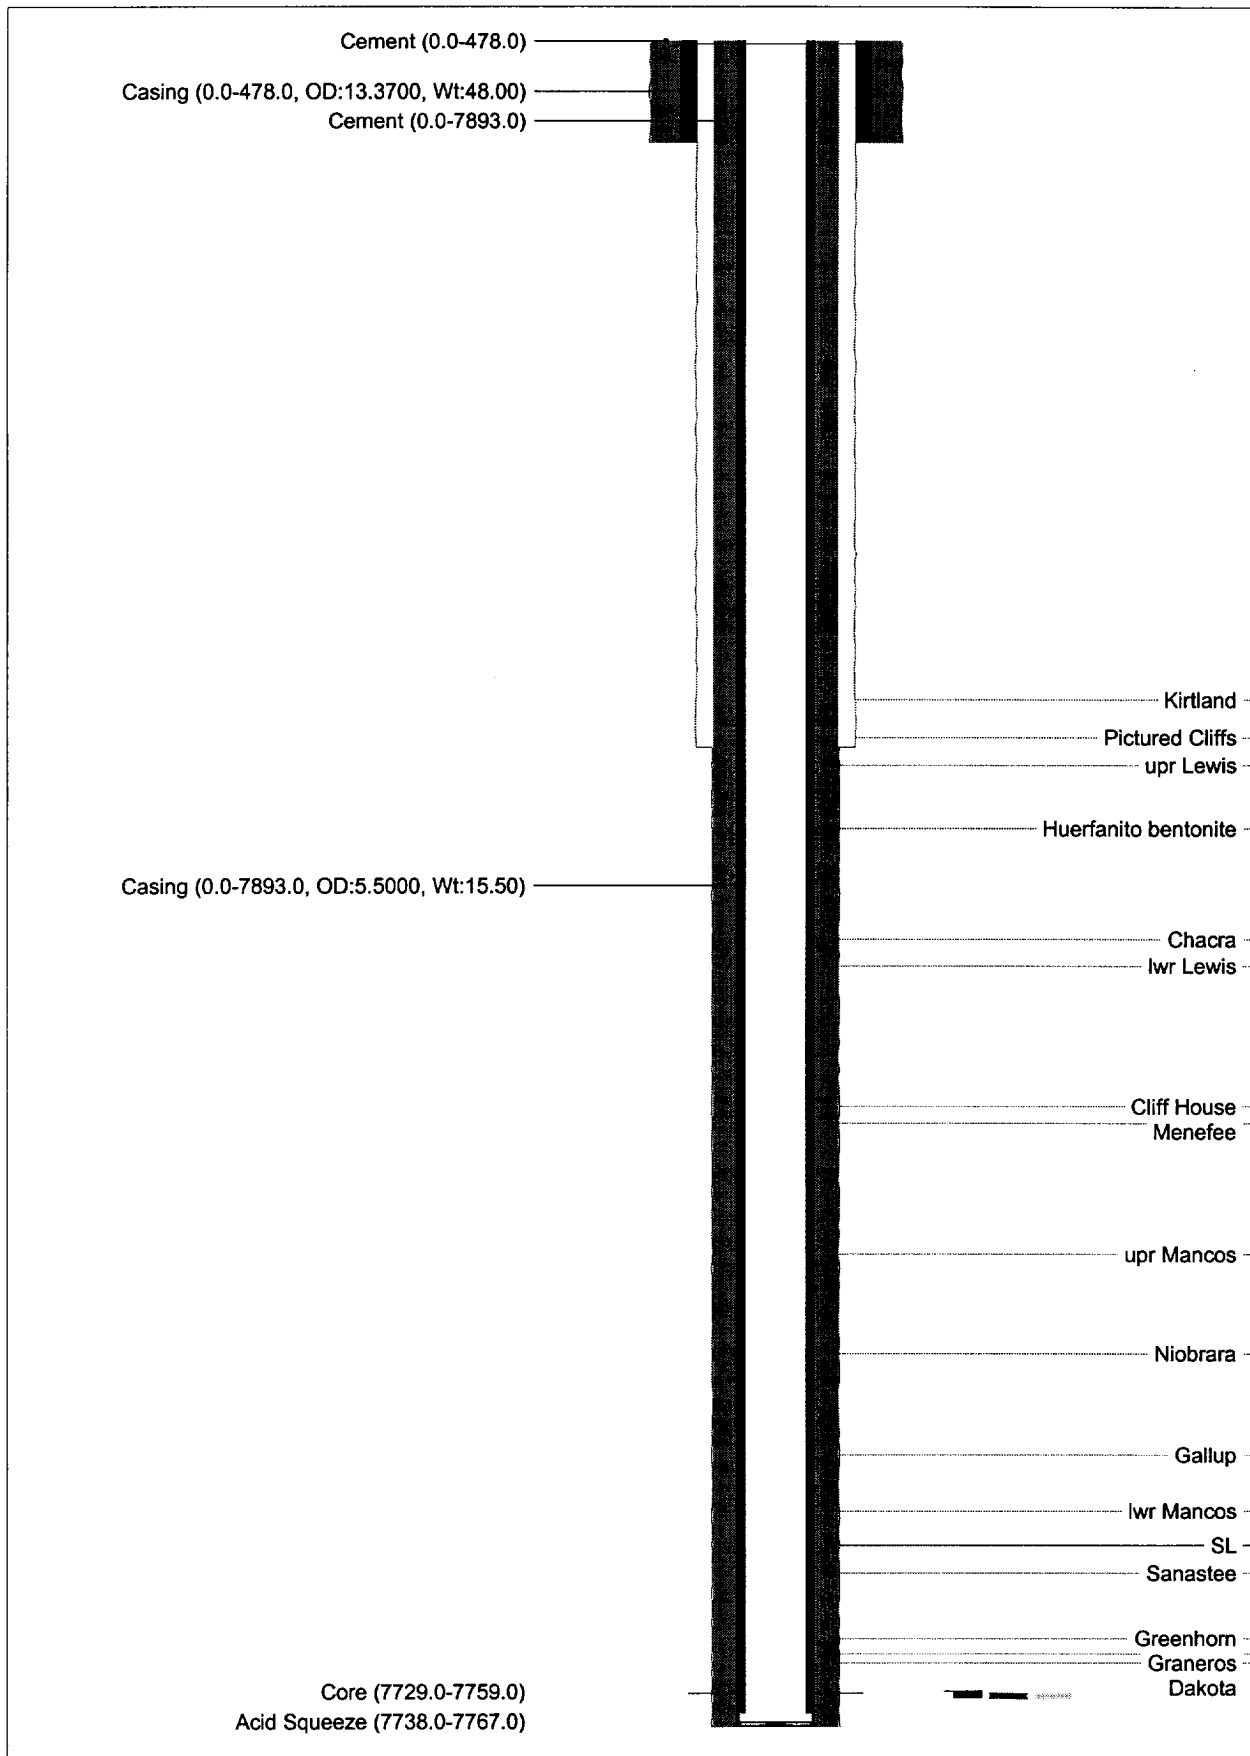 Cement (0.0-478.0)
Casing (0.0-478.0, OD:13.3700, Wt:48.00)
Cement (0.0-7893.0)
Kirtland
Pictured Cliffs
upr Lewis
Huerfanito bentonite
Casing (0.0-7893.0, OD:5.5000, Wt:15.50)
Chacra
lwr Lewis
Cliff House
Menefee
upr Mancos
Niobrara
Gallup
lwr Mancos
SL
Sanastee
Greenhorn
Graneros
Dakota
Core (7729.0-7759.0)
Acid Squeeze (7738.0-7767.0)